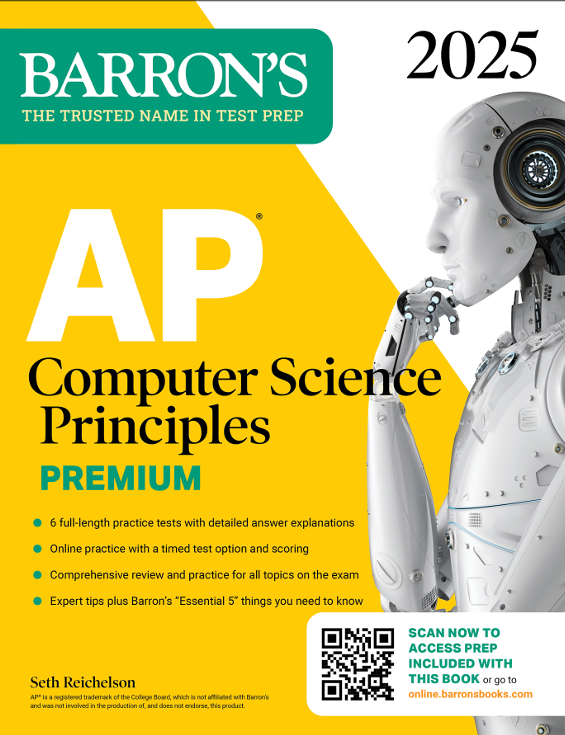 BARRON'S
THE TRUSTED NAME IN TEST PREP
2025
AP®
Computer Science
Principles
PREMIUM
6 full-length practice tests with detailed answer explanations
Online practice with a timed test option and scoring
Comprehensive review and practice for all topics on the exam
Expert tips plus Barron's “Essential 5” things you need to know
SCAN NOW TO
ACCESS PREP
INCLUDED WITH
THIS BOOK or go to
online.barronsbooks.com
Seth Reichelson
AP® is a registered trademark of the College Board, which is not affiliated with Barron's
and was not involved in the production of, and does not endorse, this product.